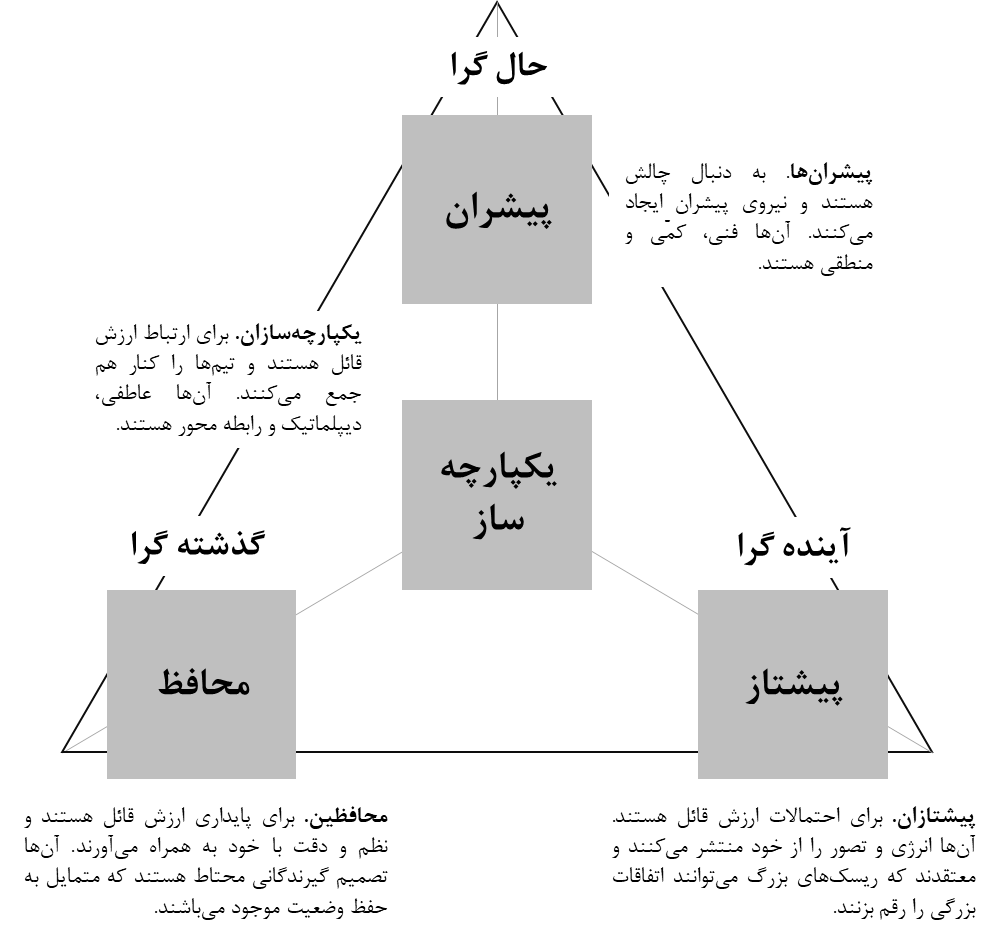 حال گرا
پیشران
پیشران‌ها. به دنبال چالش
هستند و نیروی پیشران ایجاد
می‌کنند. آن‌ها فنی، کمّی و
منطقی هستند.
یکپارچه‌سازان. برای ارتباط ارزش
قائل هستند و تیم‌ها را کنار هم
جمع می‌کنند. آن‌ها عاطفی،
دیپلماتیک و رابطه محور هستند.
یکپارچه
ساز
آینده گرا
گذشته گرا
پیشتاز
محافظ
پیشتازان. برای احتمالات ارزش قائل هستند.
آن‌ها انرژی و تصور را از خود منتشر می‌کنند و
معتقدند که ریسک‌های بزرگ می‌توانند اتفاقات
بزرگی را رقم بزنند.
محافظین. برای پایداری ارزش قائل هستند و
نظم و دقت با خود به همراه می‌آورند. آن‌ها
تصمیم گیرندگانی محتاط هستند که متمایل به
حفظ وضعیت موجود می‌باشند.